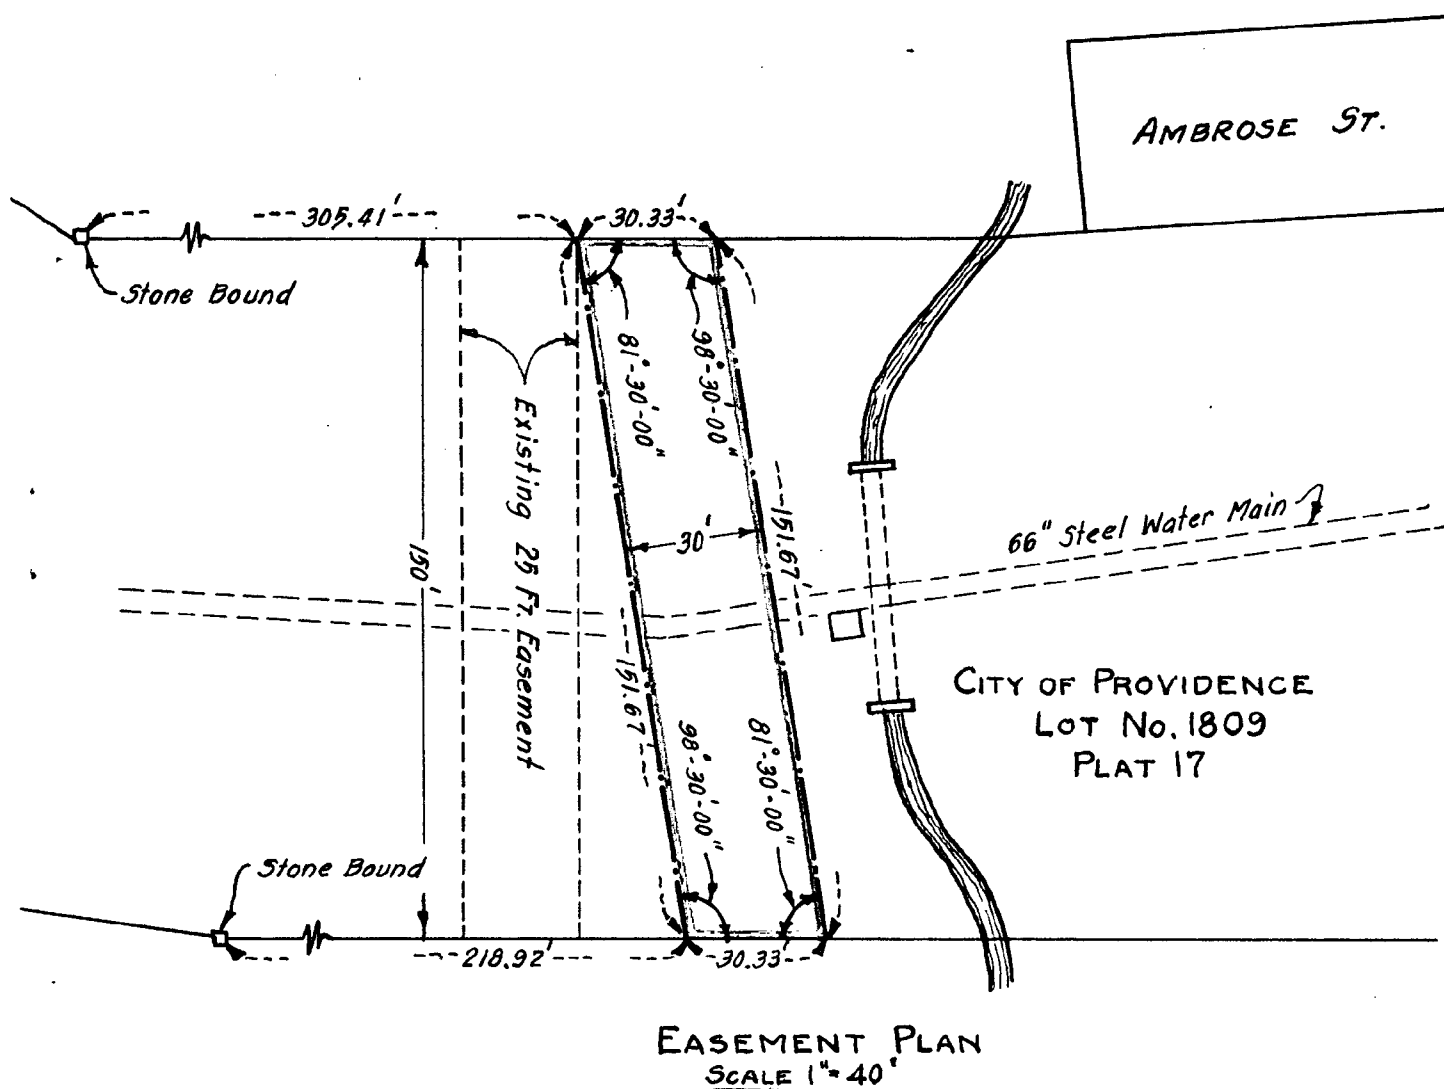 AMBROSE ST.
305.41'
30.33'
Stone Bound
81°-30'-00"
98°-30'-00"
Existing 25 Ft. Easement
150'
30'
151.67'
66" Steel Water Main
151.67'
CITY OF PROVIDENCE
LOT NO. 1809
PLAT 17
98°-30'-00"
81°-30'-00"
Stone Bound
218.92'
30.33'
EASEMENT PLAN
SCALE 1"= 40'